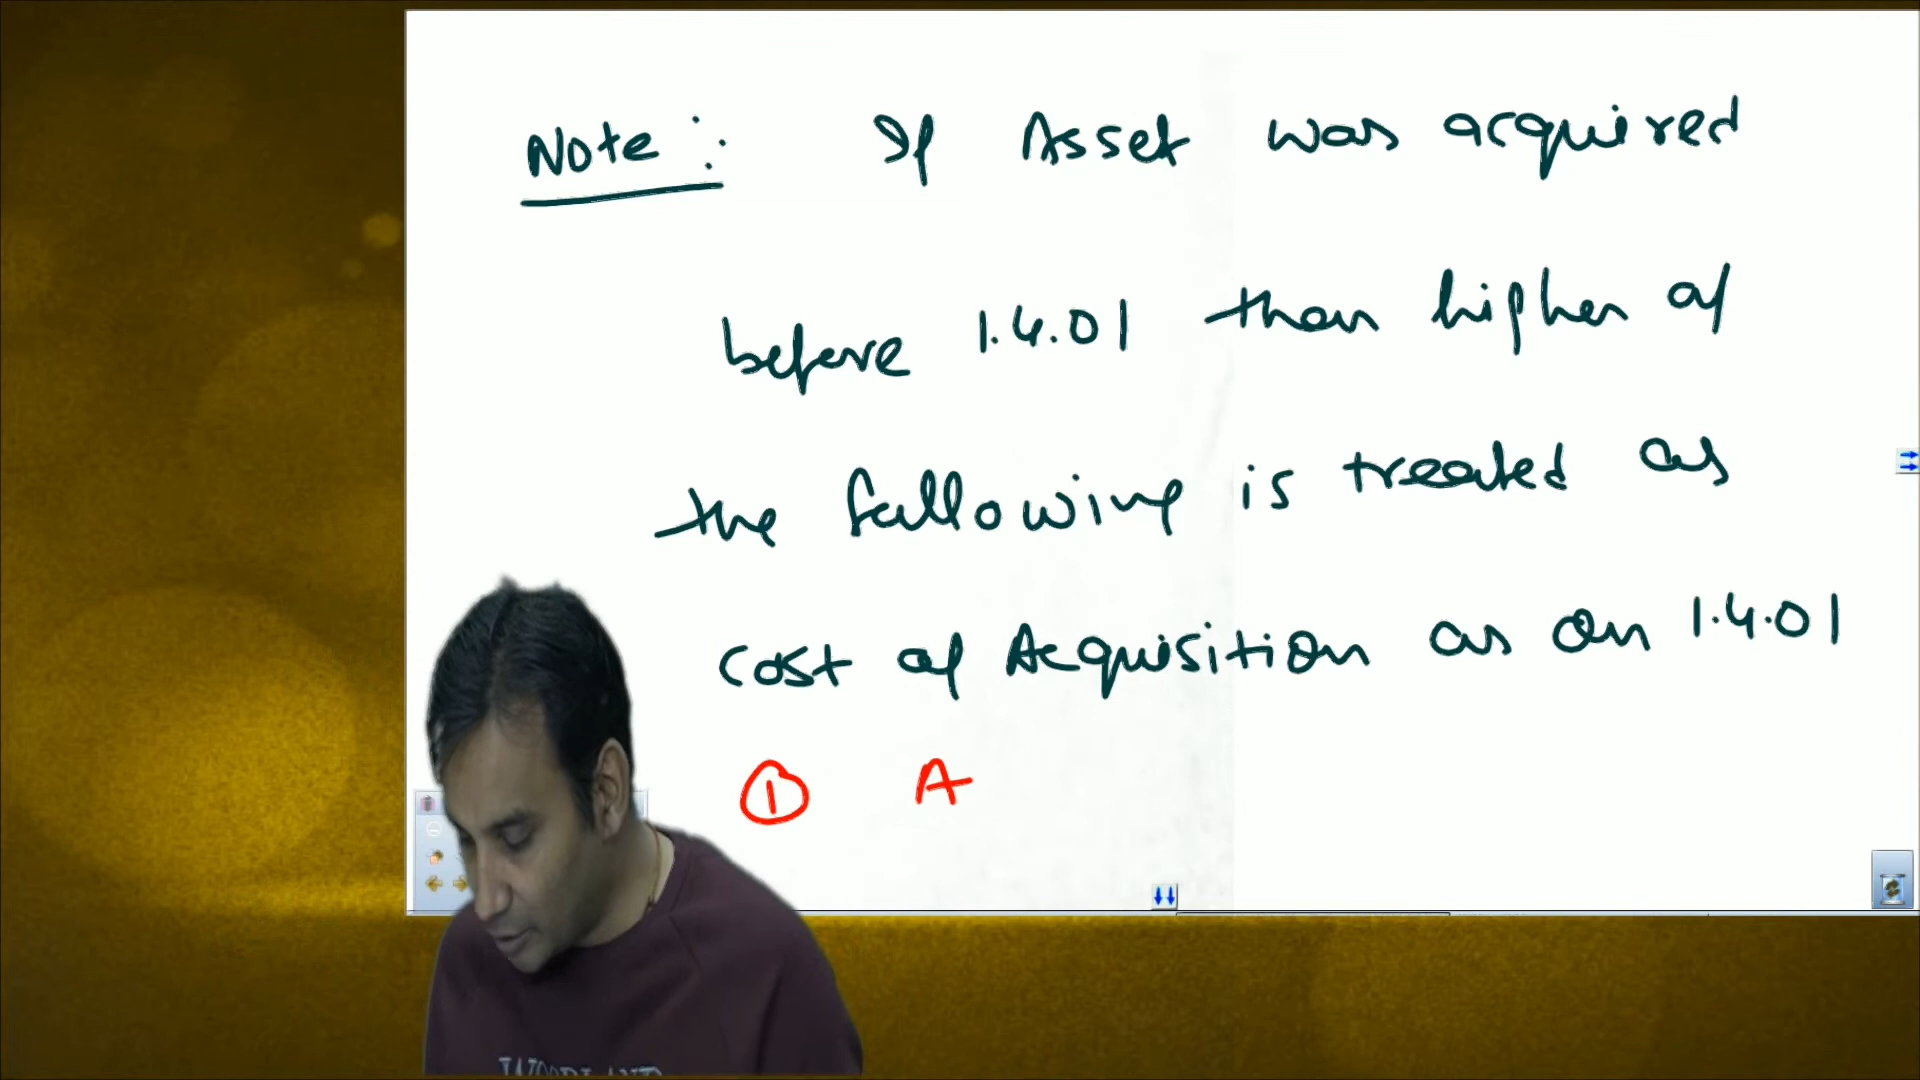 Note : If Asset was acquired
before 1.4.01 than higher of
the following is treated as
cost of Acquisition as on 1.4.01
① A